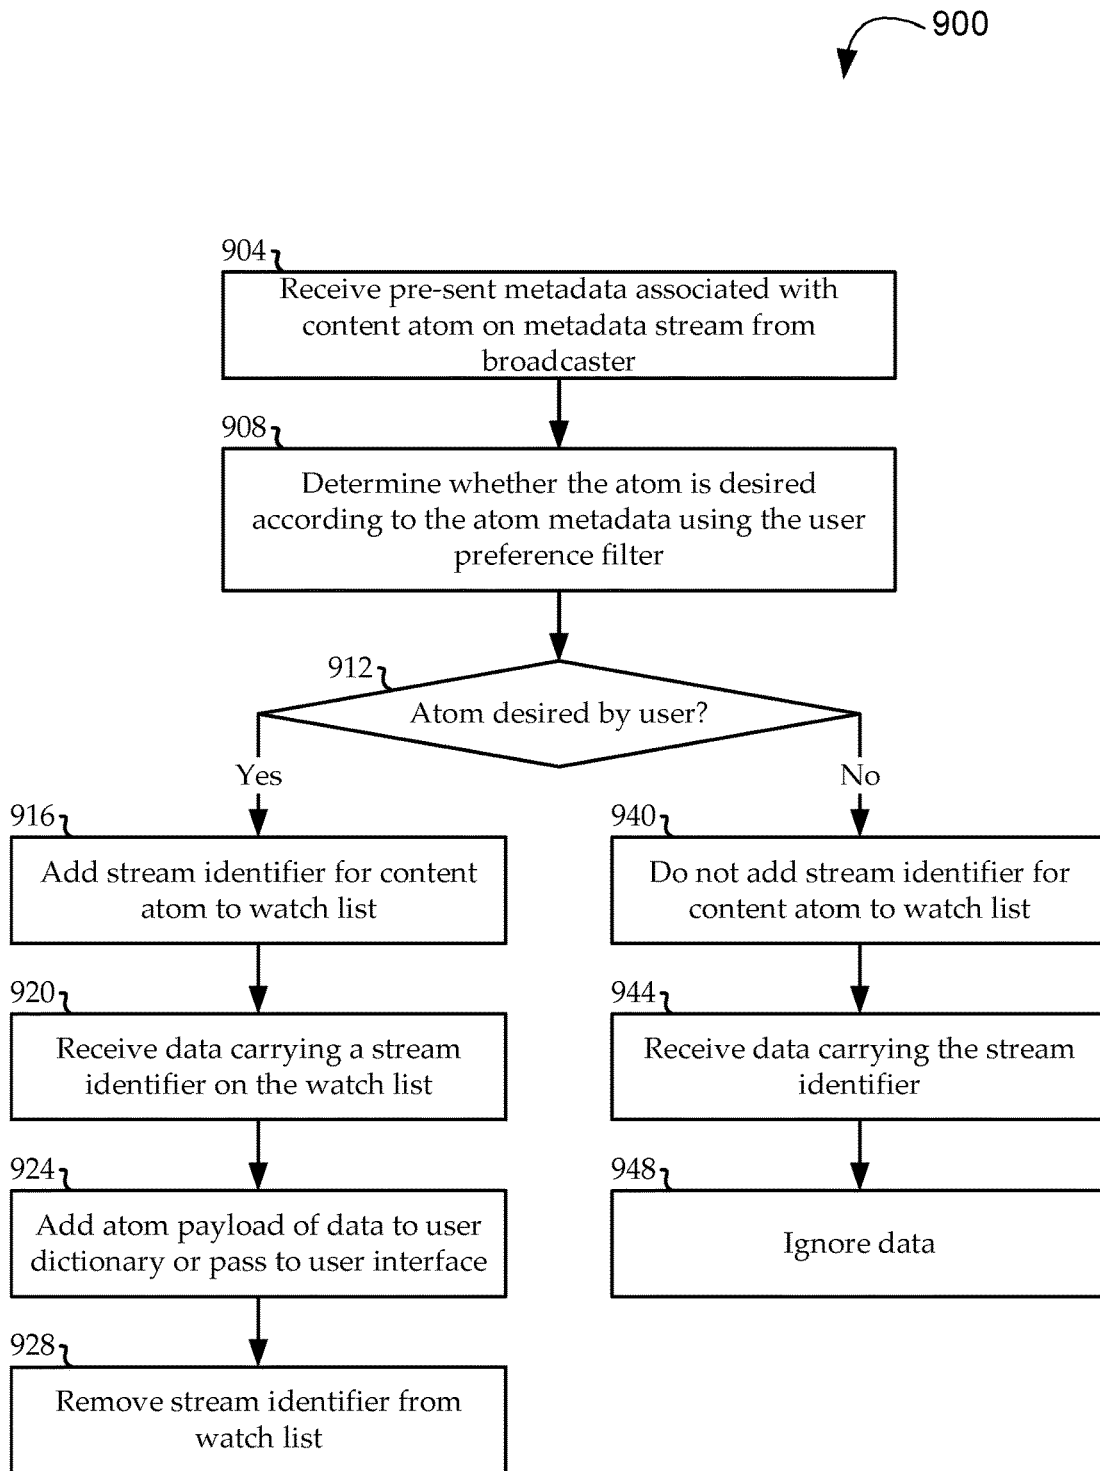 900
904
Receive pre-sent metadata associated with
content atom on metadata stream from
broadcaster
908
Determine whether the atom is desired
according to the atom metadata using the user
preference filter
912
Atom desired by user?
Yes
No
916
Add stream identifier for content
atom to watch list
920
Receive data carrying a stream
identifier on the watch list
924
Add atom payload of data to user
dictionary or pass to user interface
928
Remove stream identifier from
watch list
940
Do not add stream identifier for
content atom to watch list
944
Receive data carrying the stream
identifier
948
Ignore data